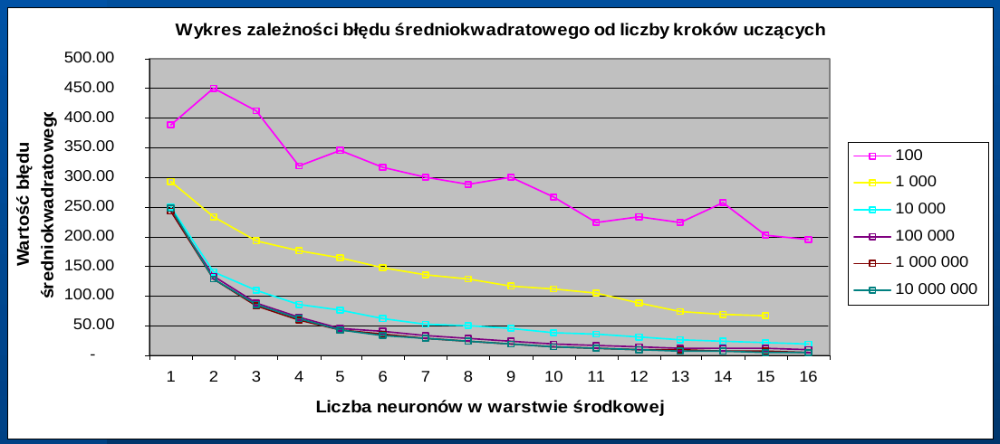 Wykres zależności błędu średniokwadratowego od liczby kroków uczących
Wartość błędu
średniokwadratowego
500.00
450.00
400.00
350.00
300.00
250.00
200.00
150.00
100.00
50.00
-
1 2 3 4 5 6 7 8 9 10 11 12 13 14 15 16
Liczba neuronów w warstwie środkowej
100
1 000
10 000
100 000
1 000 000
10 000 000